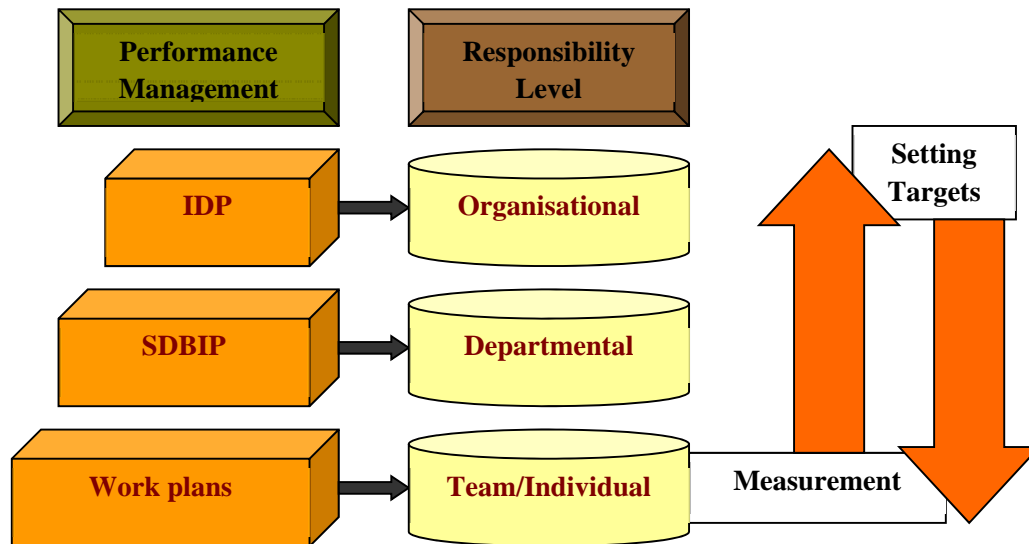 Performance
Management
Responsibility
Level
Setting
Targets
IDP
Organisational
SDBIP
Departmental
Work plans
Team/Individual
Measurement